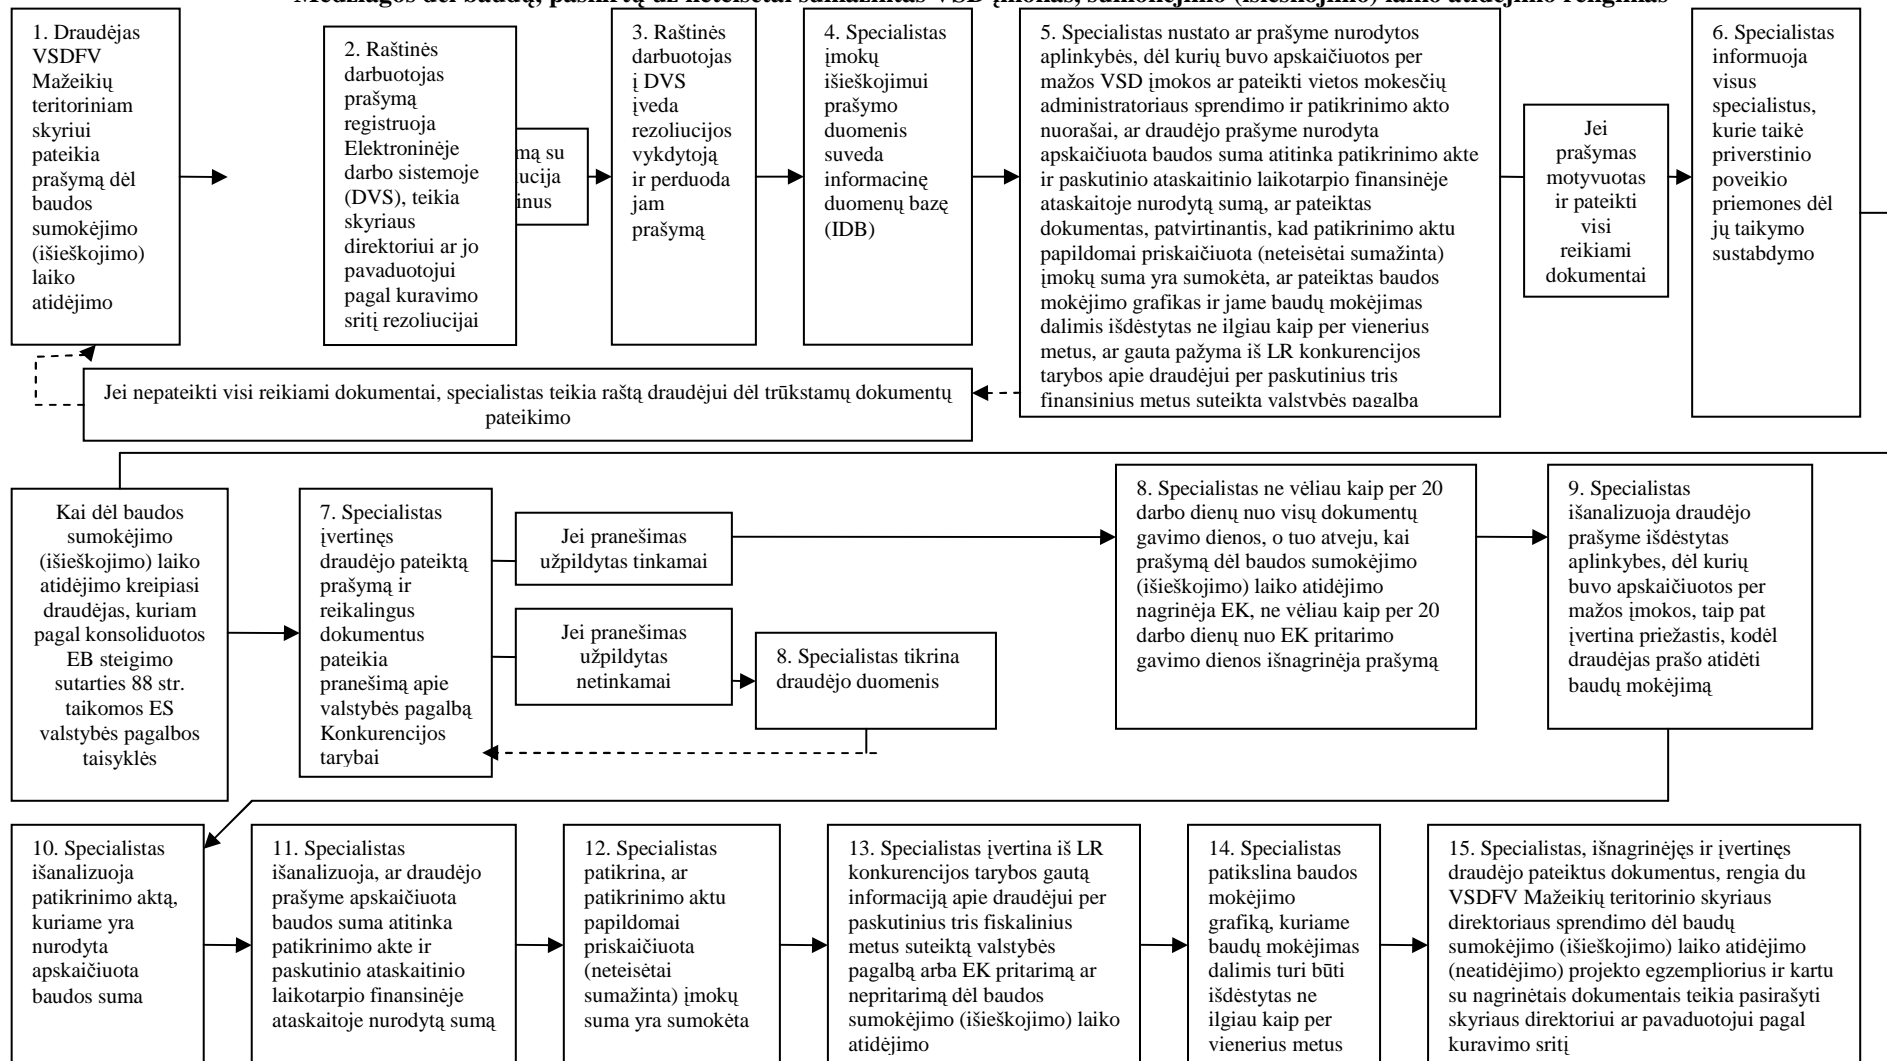 Medžiagos dėl baudų, paskirtų už neteisėtai sumažintas VSD įmokas, sumokėjimo (išieškojimo) laiko atidėjimo rengimas
1. Draudėjas
VSDFV
Mažeikių
teritoriniam
skyriui
pateikia
prašymą dėl
baudos
sumokėjimo
(išieškojimo)
laiko
atidėjimo
2. Raštinės
darbuotojas
prašymą
registruoja
Elektroninėje
darbo sistemoje
(DVS), teikia
skyriaus
direktoriui ar jo
pavaduotojui
pagal kuravimo
sritį rezoliucijai
su
3. Raštinės
darbuotojas
į DVS
įveda
rezoliucijos
vykdytoją
ir perduoda
jam
prašymą
4. Specialistas
įmokų
išieškojimui
prašymo
duomenis
suveda
informacinę
duomenų bazę
(IDB)
5. Specialistas nustato ar prašyme nurodytos
aplinkybės, dėl kurių buvo apskaičiuotos per
mažos VSD įmokos ar pateikti vietos mokesčių
administratoriaus sprendimo ir patikrinimo akto
nuorašai, ar draudėjo prašyme nurodyta
apskaičiuota baudos suma atitinka patikrinimo akte
ir paskutinio ataskaitinio laikotarpio finansinėje
ataskaitoje nurodytą sumą, ar pateiktas
dokumentas, patvirtinantis, kad patikrinimo aktu
papildomai priskaičiuota (neteisėtai sumažinta)
įmokų suma yra sumokėta, ar pateiktas baudos
mokėjimo grafikas ir jame baudų mokėjimas
dalimis išdėstytas ne ilgiau kaip per vienerius
metus, ar gauta pažyma iš LR konkurencijos
tarybos apie draudėjui per paskutinius tris
finansinius metus suteiktą valstybės pagalbą
Jei
prašymas
motyvuotas
ir pateikti
visi
reikiami
dokumentai
6. Specialistas
informuoja
visus
specialistus,
kurie taikė
priverstinio
poveikio
priemones dėl
jų taikymo
sustabdymo
Jei nepateikti visi reikiami dokumentai, specialistas teikia raštą draudėjui dėl trūkstamų dokumentų
pateikimo
Kai dėl baudos
sumokėjimo
(išieškojimo) laiko
atidėjimo kreipiasi
draudėjas, kuriam
pagal konsoliduotos
EB steigimo
sutarties 88 str.
taikomos ES
valstybės pagalbos
taisyklės
7. Specialistas
įvertinęs
draudėjo pateiktą
prašymą ir
reikalingus
dokumentus
pateikia
pranešimą apie
valstybės pagalbą
Konkurencijos
tarybai
Jei pranešimas
užpildytas tinkamai
Jei pranešimas
užpildytas
netinkamai
8. Specialistas tikrina
draudėjo duomenis
8. Specialistas ne vėliau kaip per 20
darbo dienų nuo visų dokumentų
gavimo dienos, o tuo atveju, kai
prašymą dėl baudos sumokėjimo
(išieškojimo) laiko atidėjimo
nagrinėja EK, ne vėliau kaip per 20
darbo dienų nuo EK pritarimo
gavimo dienos išnagrinėja prašymą
9. Specialistas
išanalizuoja draudėjo
prašyme išdėstytas
aplinkybes, dėl kurių
buvo apskaičiuotos per
mažos įmokos, taip pat
įvertina priežastis, kodėl
draudėjas prašo atidėti
baudų mokėjimą
10. Specialistas
išanalizuoja
patikrinimo aktą,
kuriame yra
nurodyta
apskaičiuota
baudos suma
11. Specialistas
išanalizuoja, ar draudėjo
prašyme apskaičiuota
baudos suma atitinka
patikrinimo akte ir
paskutinio ataskaitinio
laikotarpio finansinėje
ataskaitoje nurodytą sumą
12. Specialistas
patikrina, ar
patikrinimo aktu
papildomai
priskaičiuota
(neteisėtai
sumažinta) įmokų
suma yra sumokėta
13. Specialistas įvertina iš LR
konkurencijos tarybos gautą
informaciją apie draudėjui per
paskutinius tris fiskalinius
metus suteiktą valstybės
pagalbą arba EK pritarimą ar
nepritarimą dėl baudos
sumokėjimo (išieškojimo) laiko
atidėjimo
14. Specialistas
patikslina baudos
mokėjimo
grafiką, kuriame
baudų mokėjimas
dalimis turi būti
išdėstytas ne
ilgiau kaip per
vienerius metus
15. Specialistas, išnagrinėjęs ir įvertinęs
draudėjo pateiktus dokumentus, rengia du
VSDFV Mažeikių teritorinio skyriaus
direktoriaus sprendimo dėl baudų
sumokėjimo (išieškojimo) laiko atidėjimo
(neatidėjimo) projekto egzempliorius ir kartu
su nagrinėtais dokumentais teikia pasirašyti
skyriaus direktoriui ar pavaduotojui pagal
kuravimo sritį